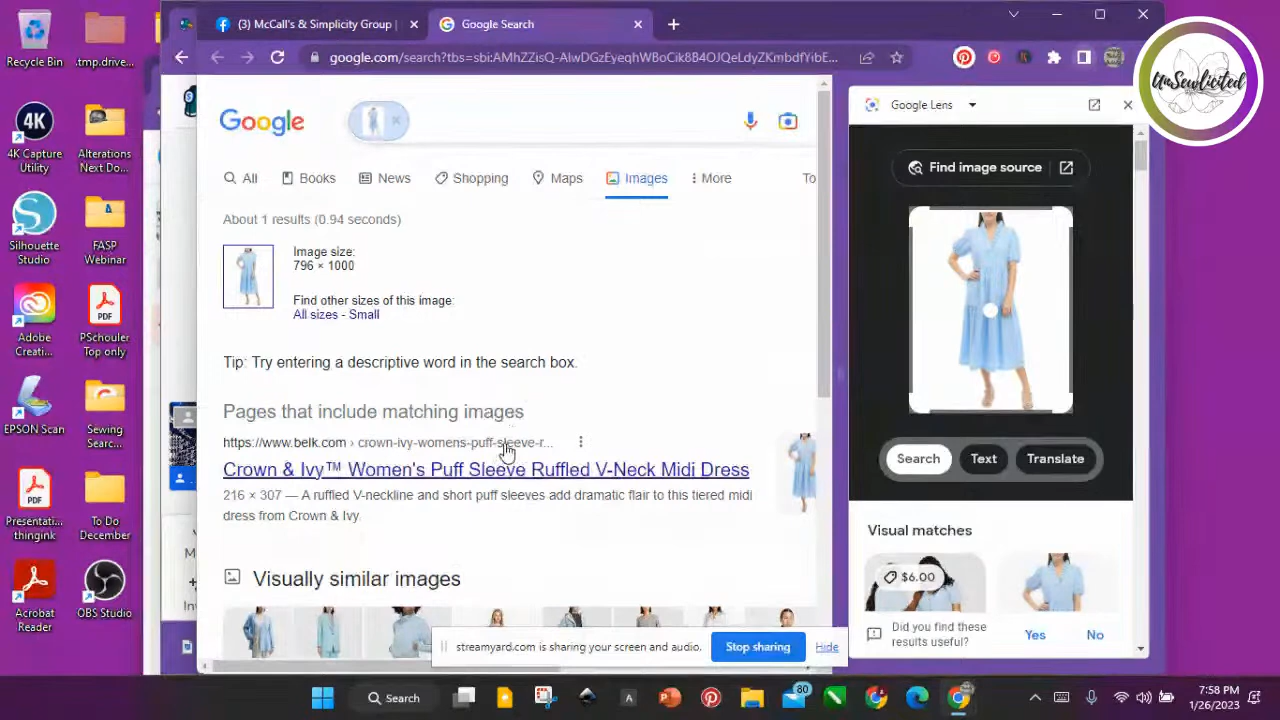 Recycle Bin
.tmp.drive...
4K Capture
Utility
Alterations
Next Do...
Silhouette
Studio
FASP
Webinar
Adobe
Creati...
PDF
PSchouler
Top only
EPSON Scan
Sewing
Searc...
PDF
Presentati...
thingink
To Do
December
Acrobat
Reader
OBS Studio
(3) McCall's & Simplicity Group |
Google Search
google.com/search?tbs=sbi:AMhZZisQ-AlwDGzEyeqhWBoCik8B4OJQeLdyZKmbdfYibE...
UnSewlicited
Google
All
Books
News
Shopping
Maps
Images
More
To
About 1 results (0.94 seconds)
Image size:
796 × 1000
Find other sizes of this image:
All sizes - Small
Tip: Try entering a descriptive word in the search box.
Pages that include matching images
https://www.belk.com › crown-ivy-womens-puff-sleeve-r...
Crown & Ivy™ Women's Puff Sleeve Ruffled V-Neck Midi Dress
216 × 307 — A ruffled V-neckline and short puff sleeves add dramatic flair to this tiered midi
dress from Crown & Ivy.
Visually similar images
Google Lens
Find image source
Search
Text
Translate
Visual matches
$6.00
Did you find these
results useful?
Yes
No
streamyard.com is sharing your screen and audio.
Stop sharing
Hide
Search
80
7:58 PM
1/26/2023